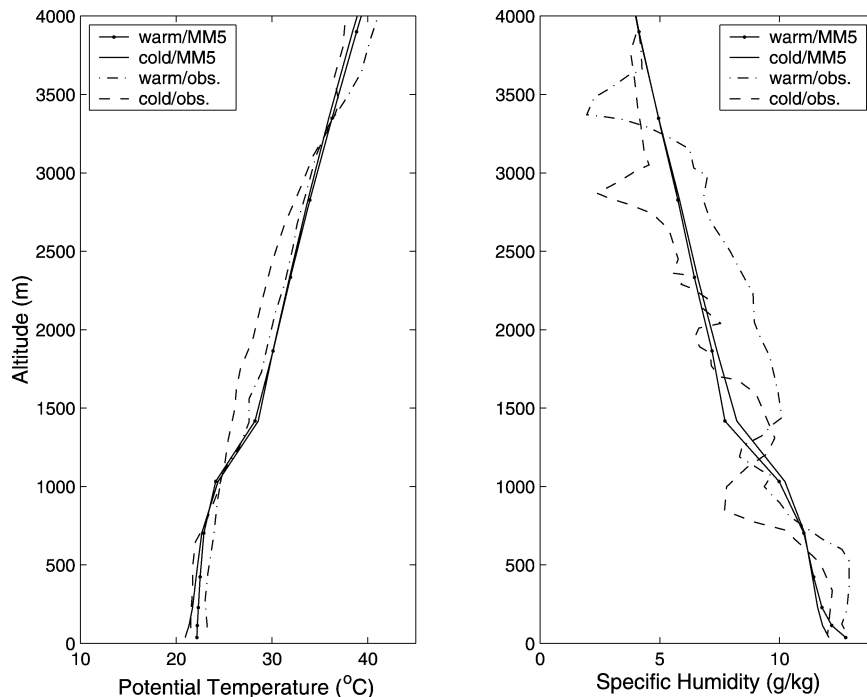 4000
3500
3000
2500
2000
1500
1000
500
0
10
20
30
40
Altitude (m)
Potential Temperature (°C)
warm/MM5
cold/MM5
warm/obs.
cold/obs.
4000
3500
3000
2500
2000
1500
1000
500
0
0
5
10
Specific Humidity (g/kg)
warm/MM5
cold/MM5
warm/obs.
cold/obs.